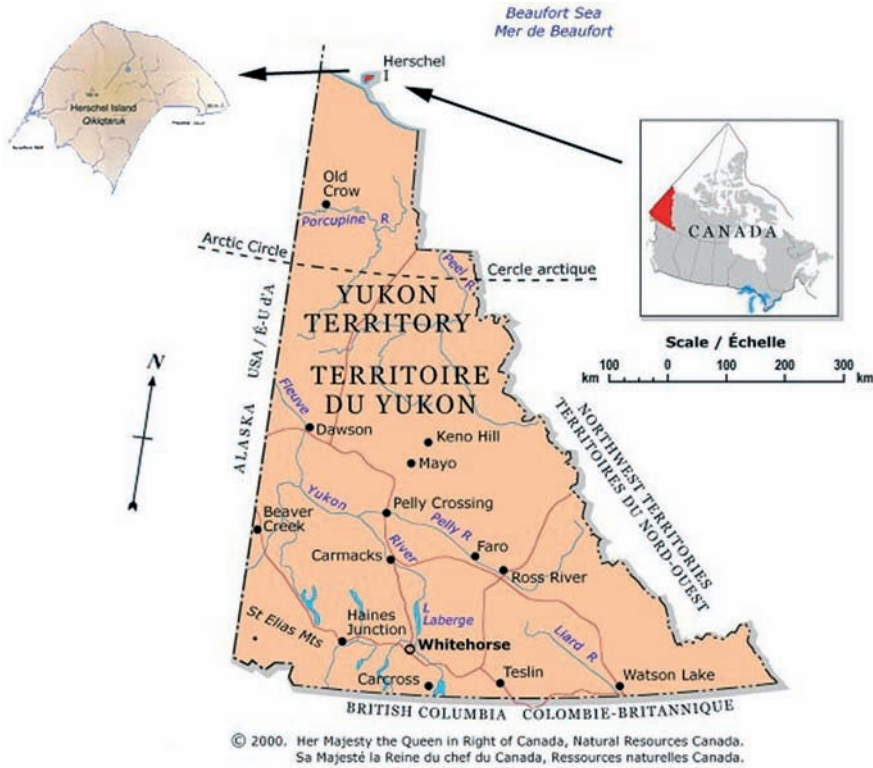 Beaufort Sea
Mer de Beaufort
Herschel
I
Herschel Island
Qikiqtaruk
Old
Crow
Porcupine R
Arctic Circle
Cercle arctique
Peel R
CANADA
YUKON
TERRITORY
TERRITOIRE
DU YUKON
Scale / Échelle
km 100 0 100 200 300 km
N
ALASKA USA / É-U d'A
NORTHWEST TERRITORIES
TERRITOIRES DU NORD-OUEST
Fleuve
Dawson
Keno Hill
Mayo
Yukon
River
Pelly Crossing
Pelly R
Beaver
Creek
Carmacks
Faro
Ross River
L
Laberge
St Elias Mts
Haines
Junction
Whitehorse
Liard R
Carcross
Teslin
Watson Lake
BRITISH COLUMBIA COLOMBIE-BRITANNIQUE
© 2000. Her Majesty the Queen in Right of Canada, Natural Resources Canada.
Sa Majesté la Reine du chef du Canada, Ressources naturelles Canada.